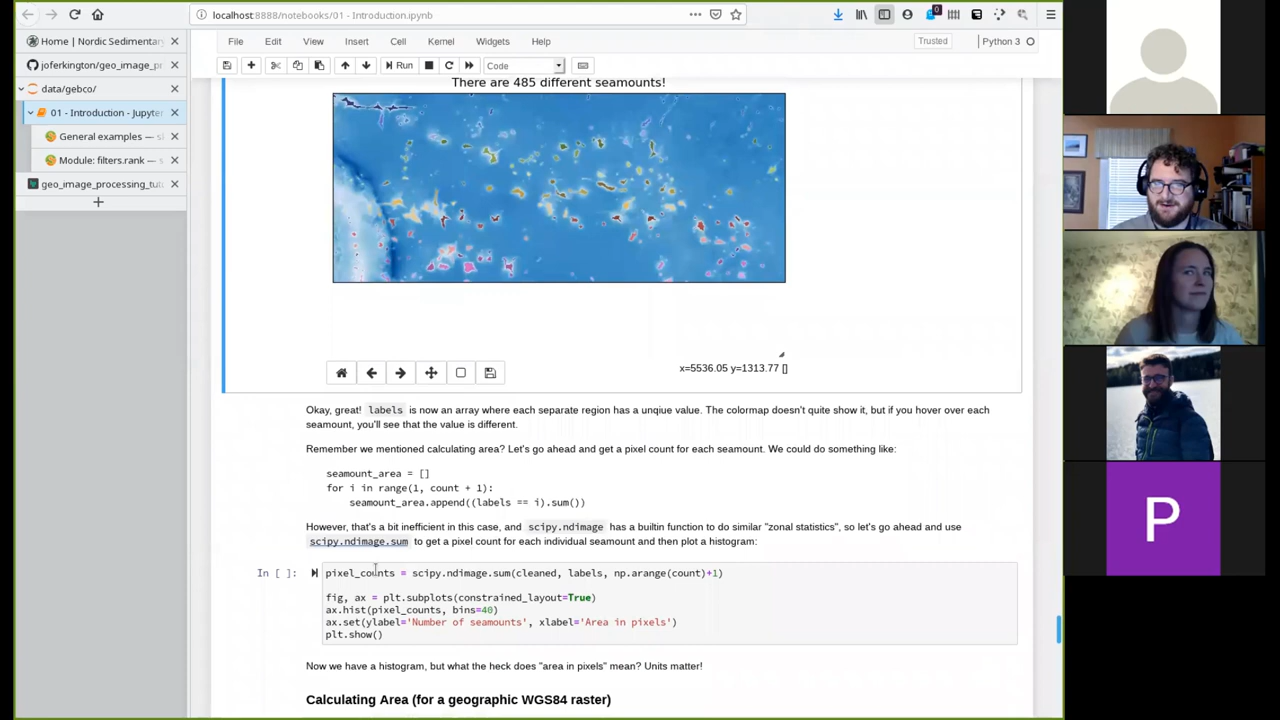 localhost:8888/notebooks/01 - Introduction.ipynb
0
Home | Nordic Sedimentar
joferkington/geo_image_pr
data/gebco/
01 - Introduction - Jupyte
General examples — s
Module: filters.rank — s
geo_image_processing_tut
File Edit View Insert Cell Kernel Widgets Help
Trusted
Python 3
Run
Code
There are 485 different seamounts!
x=5536.05 y=1313.77 []
Okay, great! labels is now an array where each separate region has a unqiue value. The colormap doesn't quite show it, but if you hover over each
seamount, you'll see that the value is different.
Remember we mentioned calculating area? Let's go ahead and get a pixel count for each seamount. We could do something like:
seamount_area = []
for i in range(1, count + 1):
seamount_area.append((labels == i).sum())
However, that's a bit inefficient in this case, and scipy.ndimage has a builtin function to do similar "zonal statistics", so let's go ahead and use
scipy.ndimage.sum to get a pixel count for each individual seamount and then plot a histogram:
In [ ]:
pixel_counts = scipy.ndimage.sum(cleaned, labels, np.arange(count)+1)
fig, ax = plt.subplots(constrained_layout=True)
ax.hist(pixel_counts, bins=40)
ax.set(ylabel='Number of seamounts', xlabel='Area in pixels')
plt.show()
Now we have a histogram, but what the heck does "area in pixels" mean? Units matter!
Calculating Area (for a geographic WGS84 raster)
P